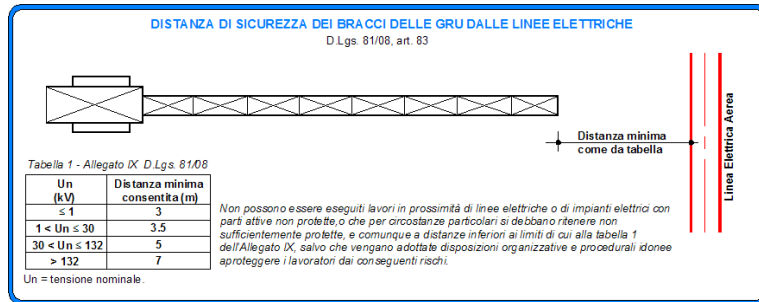 DISTANZA DI SICUREZZA DEI BRACCI DELLE GRU DALLE LINEE ELETTRICHE
D.Lgs. 81/08, art. 83
Distanza minima
come da tabella
Linea Elettrica Aerea
Tabella 1 - Allegato IX D.Lgs. 81/08
Un
(kV)
Distanza minima
consentita (m)
≤ 1
3
1 < Un ≤ 30
3.5
30 < Un ≤ 132
5
> 132
7
Un = tensione nominale.
Non possono essere eseguiti lavori in prossimità di linee elettriche o di impianti elettrici con
parti attive non protette,o che per circostanze particolari si debbano ritenere non
sufficientemente protette, e comunque a distanze inferiori ai limiti di cui alla tabella 1
dell'Allegato IX, salvo che vengano adottate disposizioni organizzative e procedurali idonee
aproteggere i lavoratori dai conseguenti rischi.